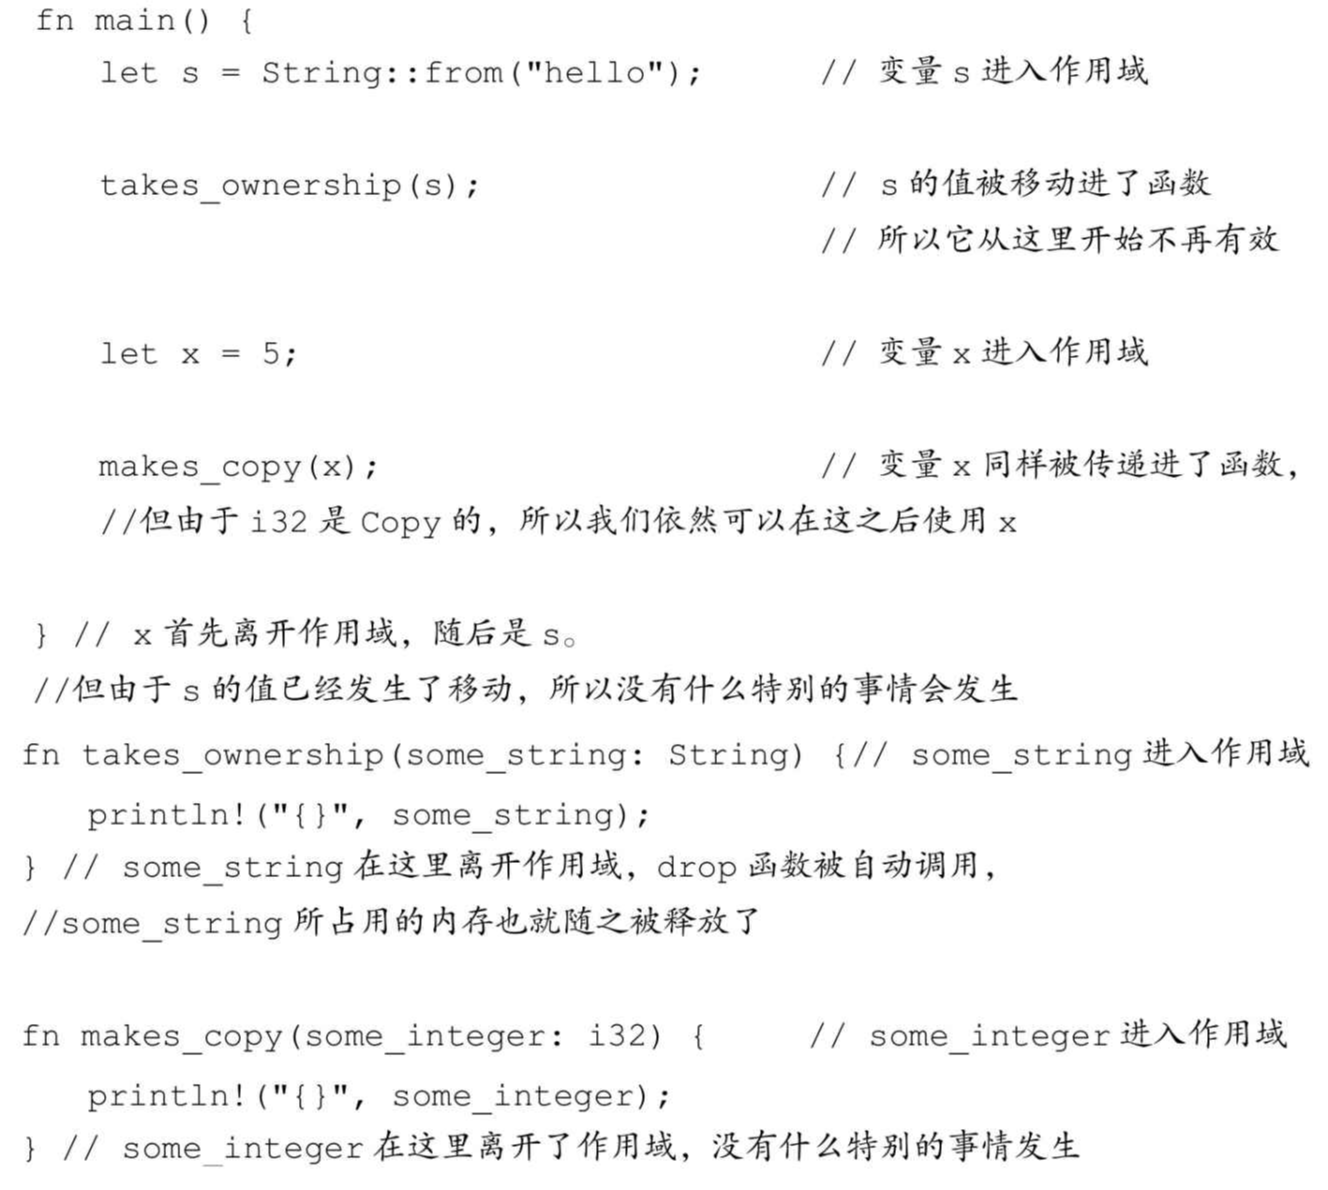 fn main() {
    let s = String::from("hello");      // 变量 s 进入作用域
    takes_ownership(s);                 // s 的值被移动进了函数
                                        // 所以它从这里开始不再有效
    let x = 5;                          // 变量 x 进入作用域
    makes_copy(x);                      // 变量 x 同样被传递进了函数，
    //但由于 i32 是 Copy 的，所以我们依然可以在这之后使用 x
} // x 首先离开作用域，随后是 s。
//但由于 s 的值已经发生了移动，所以没有什么特别的事情会发生
fn takes_ownership(some_string: String) {// some_string 进入作用域
    println!("{}", some_string);
} // some_string 在这里离开作用域，drop 函数被自动调用，
//some_string 所占用的内存也就随之被释放了
fn makes_copy(some_integer: i32) {     // some_integer 进入作用域
    println!("{}", some_integer);
} // some_integer 在这里离开了作用域，没有什么特别的事情发生